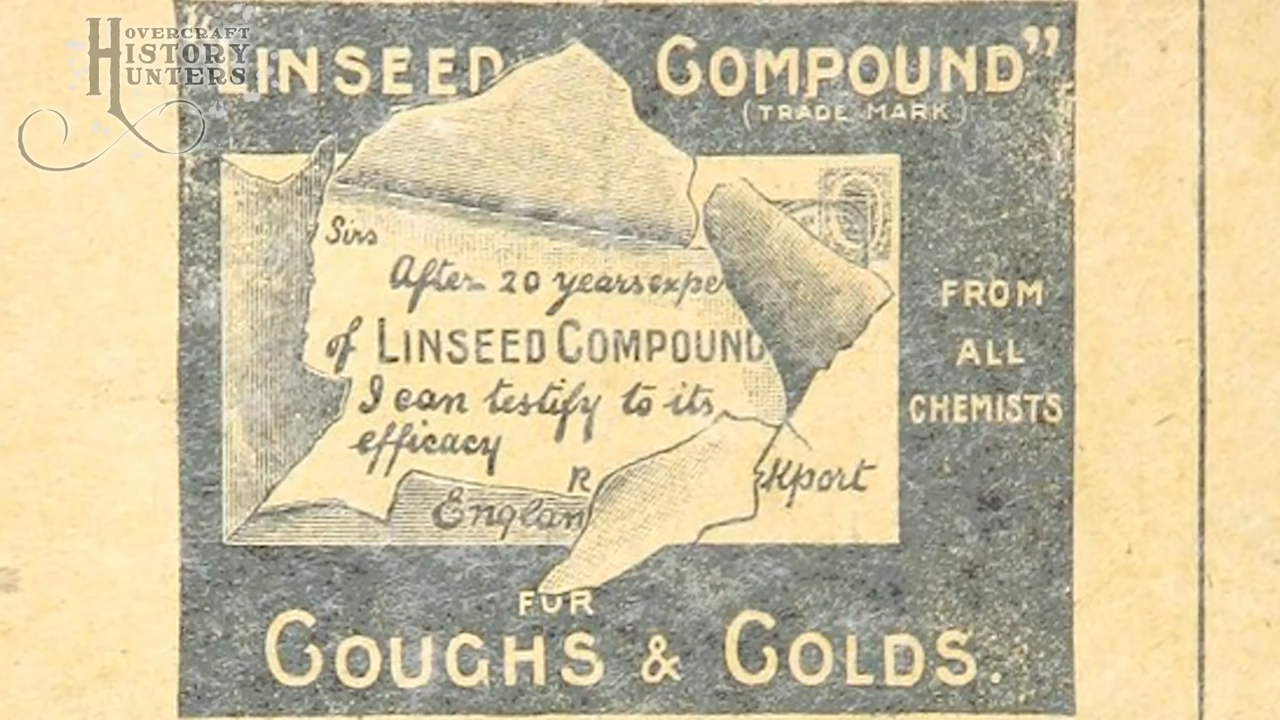 HOVERCRAFT
HISTORY
HUNTERS
"LINSEED COMPOUND"
(TRADE MARK)
Sirs
After 20 years expe
of LINSEED COMPOUND
I can testify to its
efficacy
R
Englan
kport
FROM
ALL
CHEMISTS
FOR
COUGHS & COLDS.